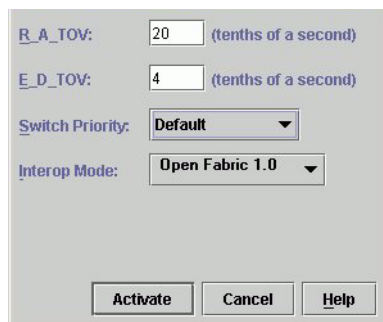 R_A_TOV: 20 (tenths of a second)
E_D_TOV: 4 (tenths of a second)
Switch Priority: Default
Interop Mode: Open Fabric 1.0
Activate Cancel Help